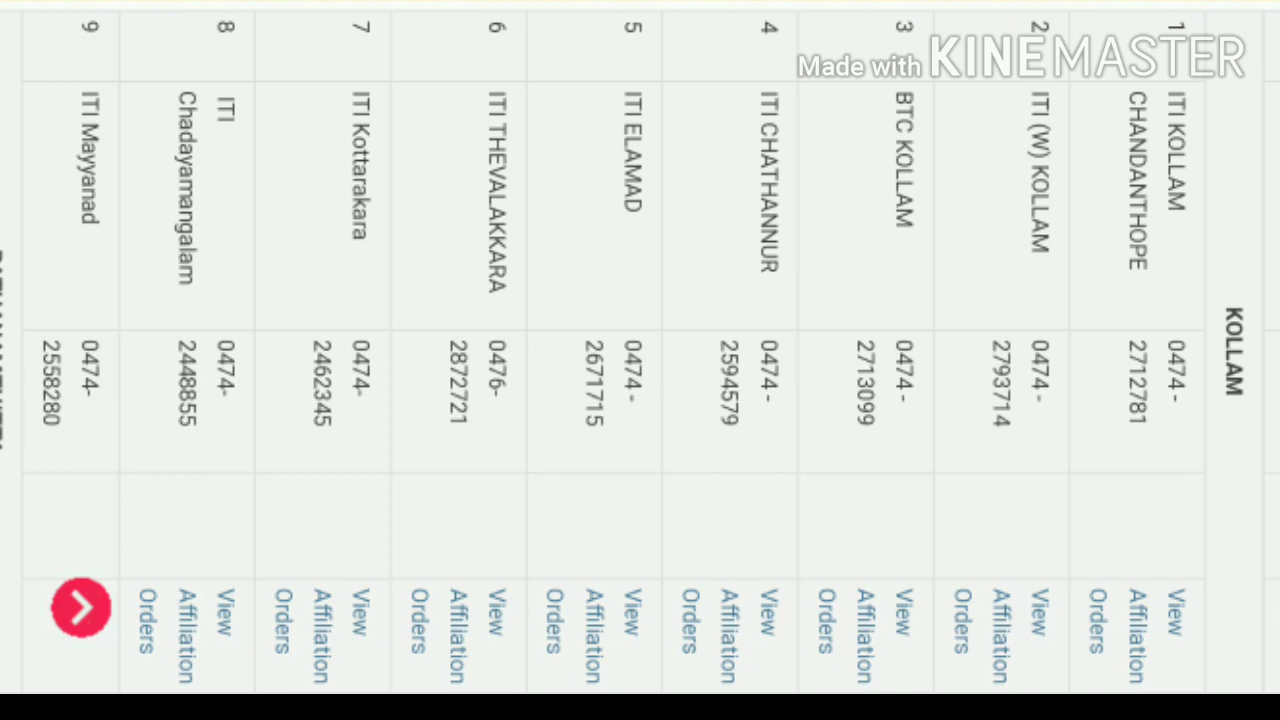 Made with KINEMASTER
KOLLAM
1
ITI KOLLAM
CHANDANTHOPE
0474 -
2712781
View
Affiliation
Orders
2
ITI (W) KOLLAM
0474 -
2793714
View
Affiliation
Orders
3
BTC KOLLAM
0474 -
2713099
View
Affiliation
Orders
4
ITI CHATHANNUR
0474 -
2594579
View
Affiliation
Orders
5
ITI ELAMAD
0474 -
2671715
View
Affiliation
Orders
6
ITI THEVALAKKARA
0476-
2872721
View
Affiliation
Orders
7
ITI Kottarakara
0474-
2462345
View
Affiliation
Orders
8
ITI
Chadayamangalam
0474-
2448855
View
Affiliation
Orders
9
ITI Mayyanad
0474-
2558280